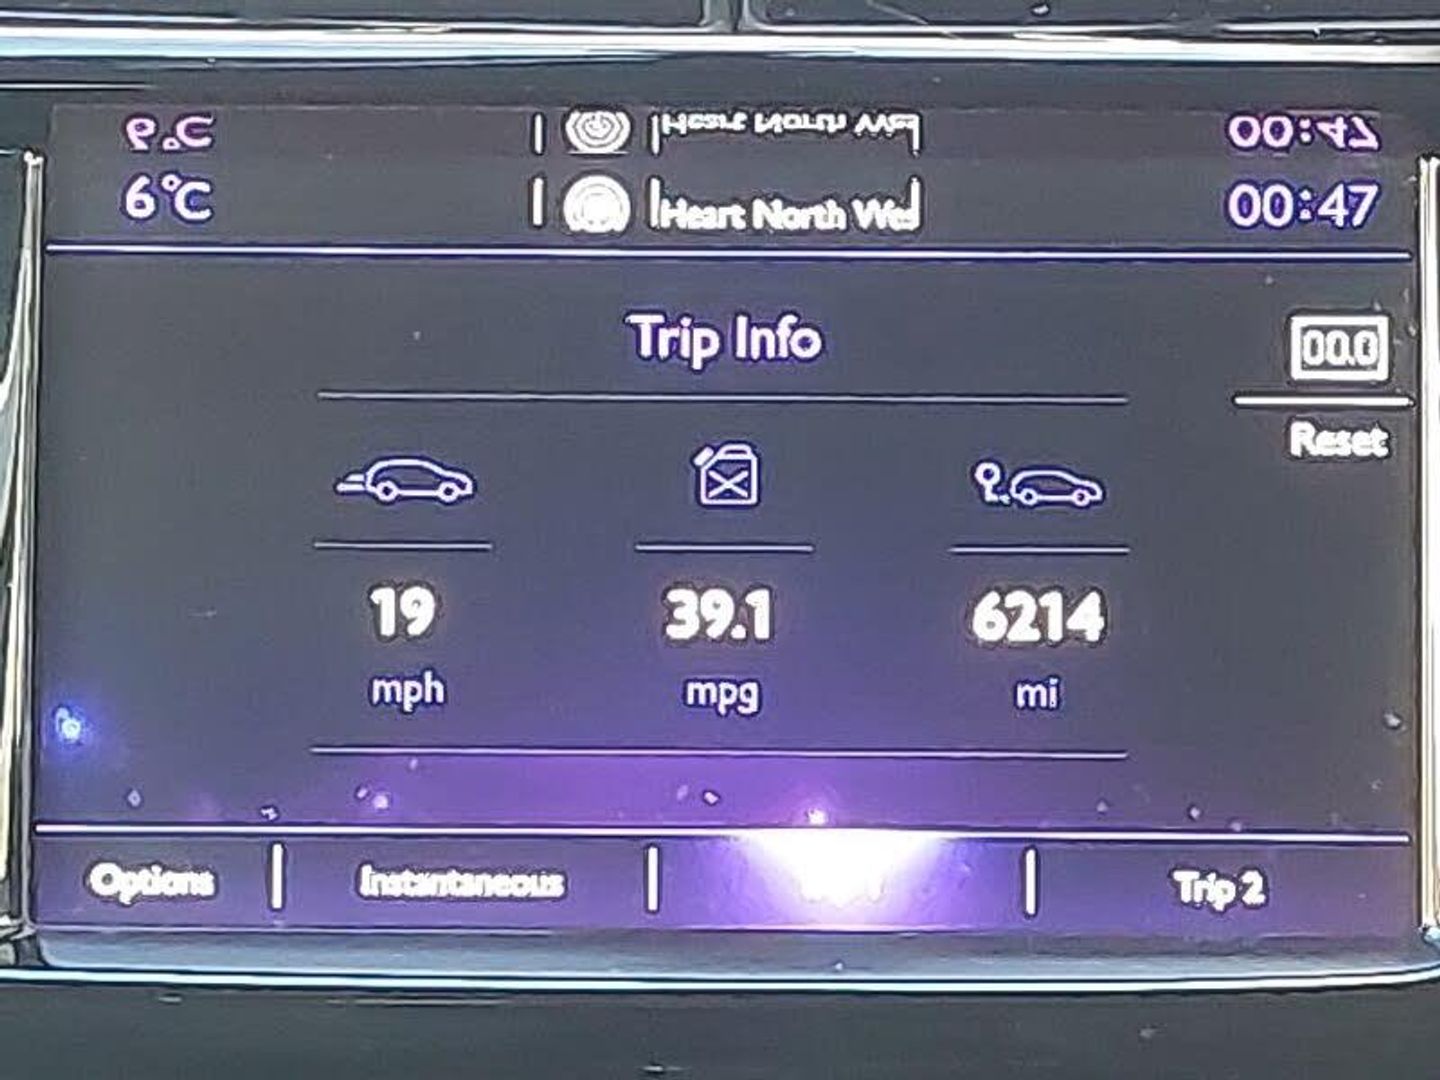 6°C Heart North Wes 00:47
Trip Info
00.0
Reset
19 39.1 6214
mph mpg mi
Options Instantaneous Trip 2